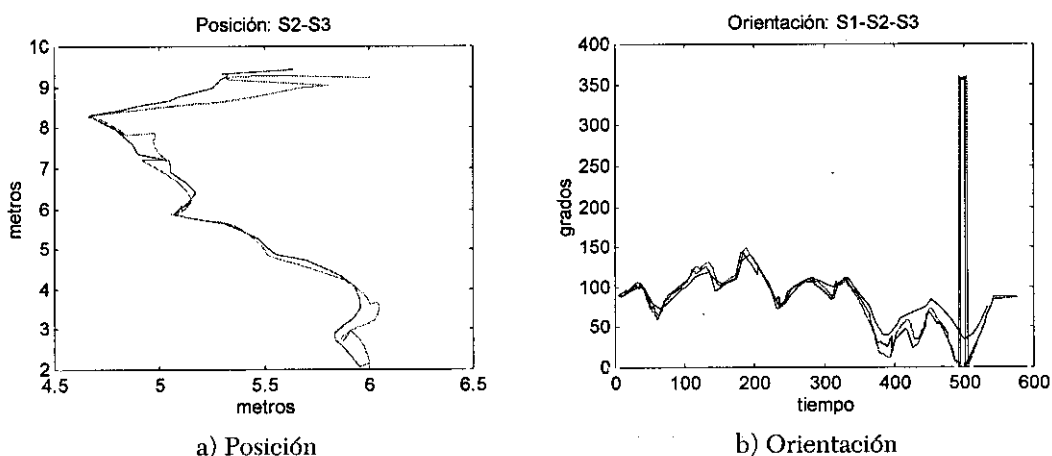 Posición: S2-S3
10
9
8
7
6
5
4
3
2
metros
4.5 5 5.5 6 6.5
metros
a) Posición
Orientación: S1-S2-S3
400
350
300
250
200
150
100
50
0
grados
0 100 200 300 400 500 600
tiempo
b) Orientación